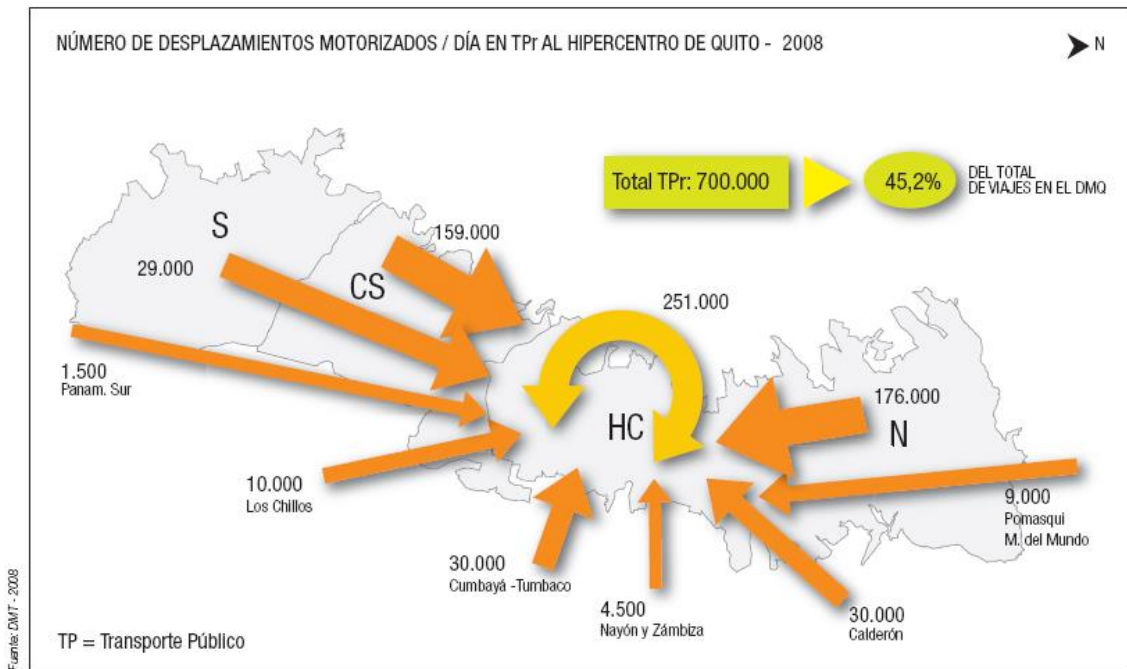 NÚMERO DE DESPLAZAMIENTOS MOTORIZADOS / DÍA EN TPr AL HIPERCENTRO DE QUITO - 2008
N
Total TPr: 700.000
45,2%
DEL TOTAL
DE VIAJES EN EL DMQ
S
159.000
29.000
CS
251.000
1.500
Panam. Sur
176.000
HC
N
10.000
Los Chillos
9.000
Pomasqui
M. del Mundo
30.000
Cumbayá -Tumbaco
4.500
Nayón y Zámbiza
30.000
Calderón
TP = Transporte Público
Fuente: DMT - 2008